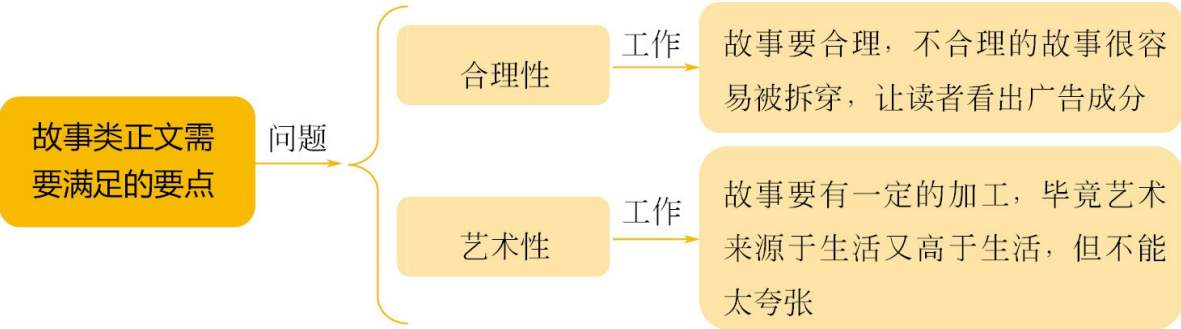 故事类正文需
要满足的要点
问题
合理性
工作
故事要合理，不合理的故事很容
易被拆穿，让读者看出广告成分
艺术性
工作
故事要有一定的加工，毕竟艺术
来源于生活又高于生活，但不能
太夸张